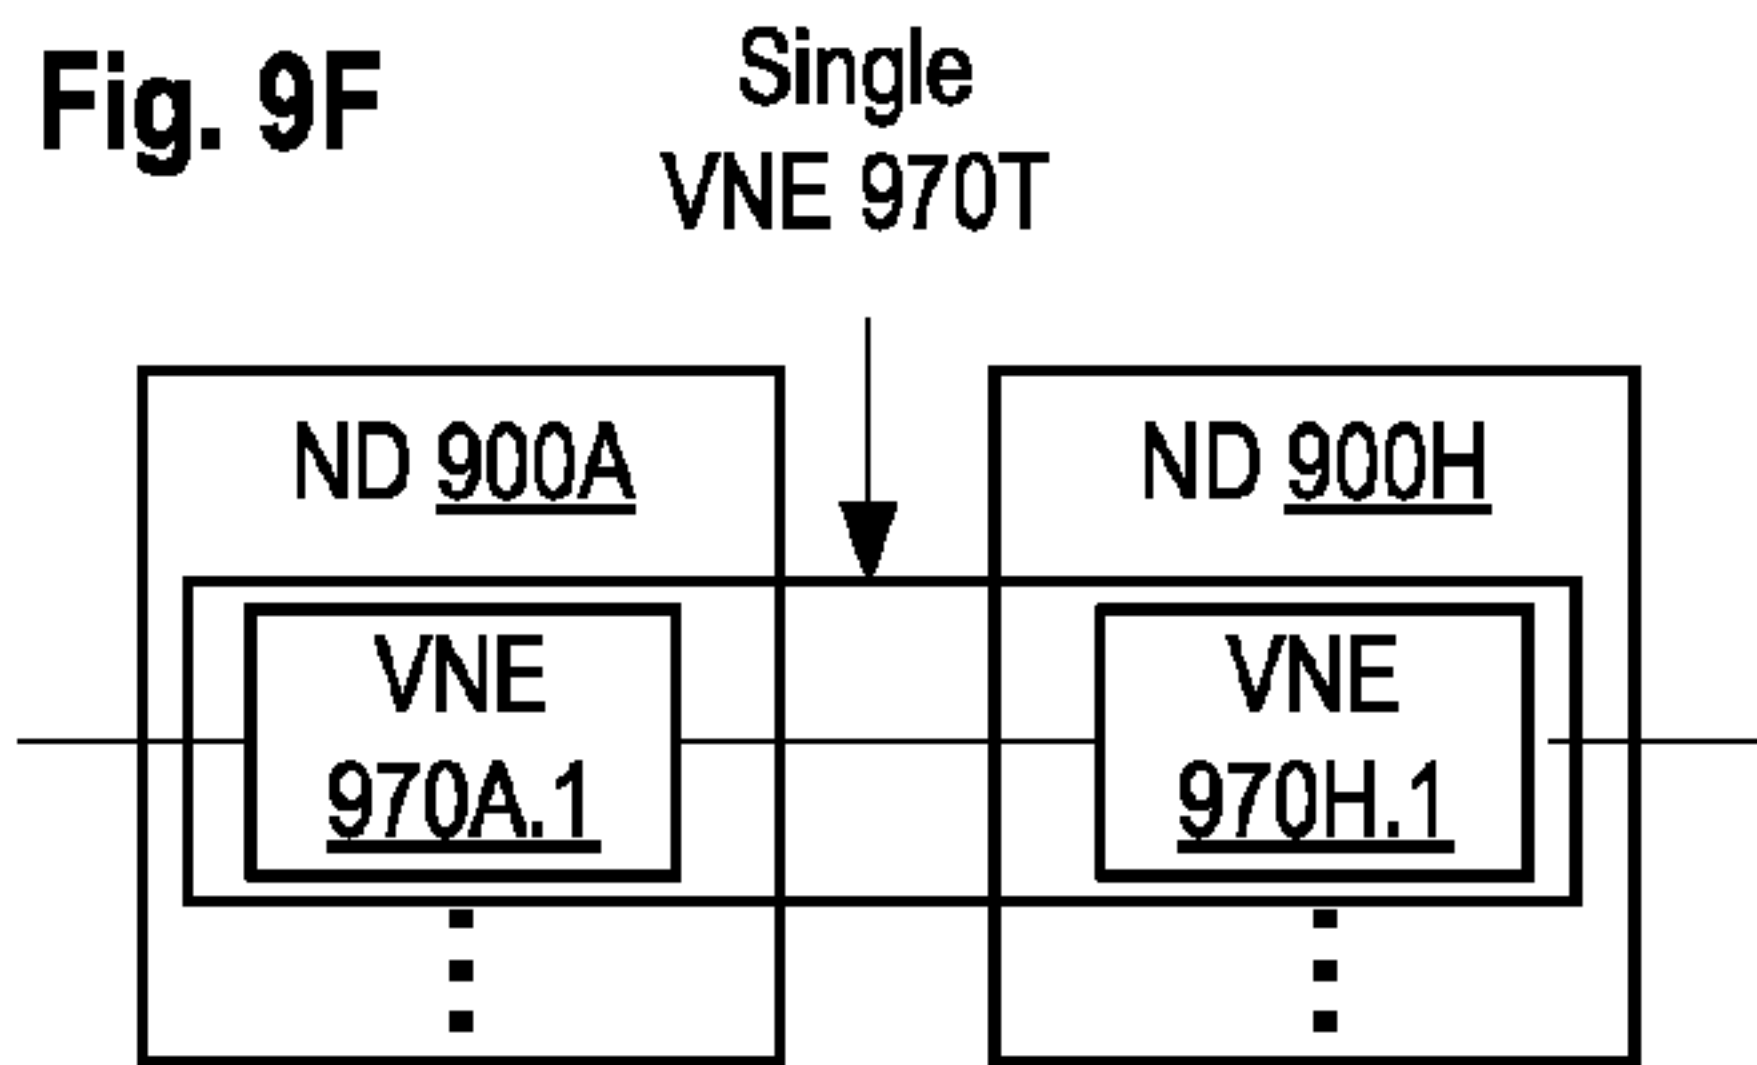 Fig. 9F
Single
VNE 970T
ND 900A
ND 900H
VNE
970A.1
VNE
970H.1